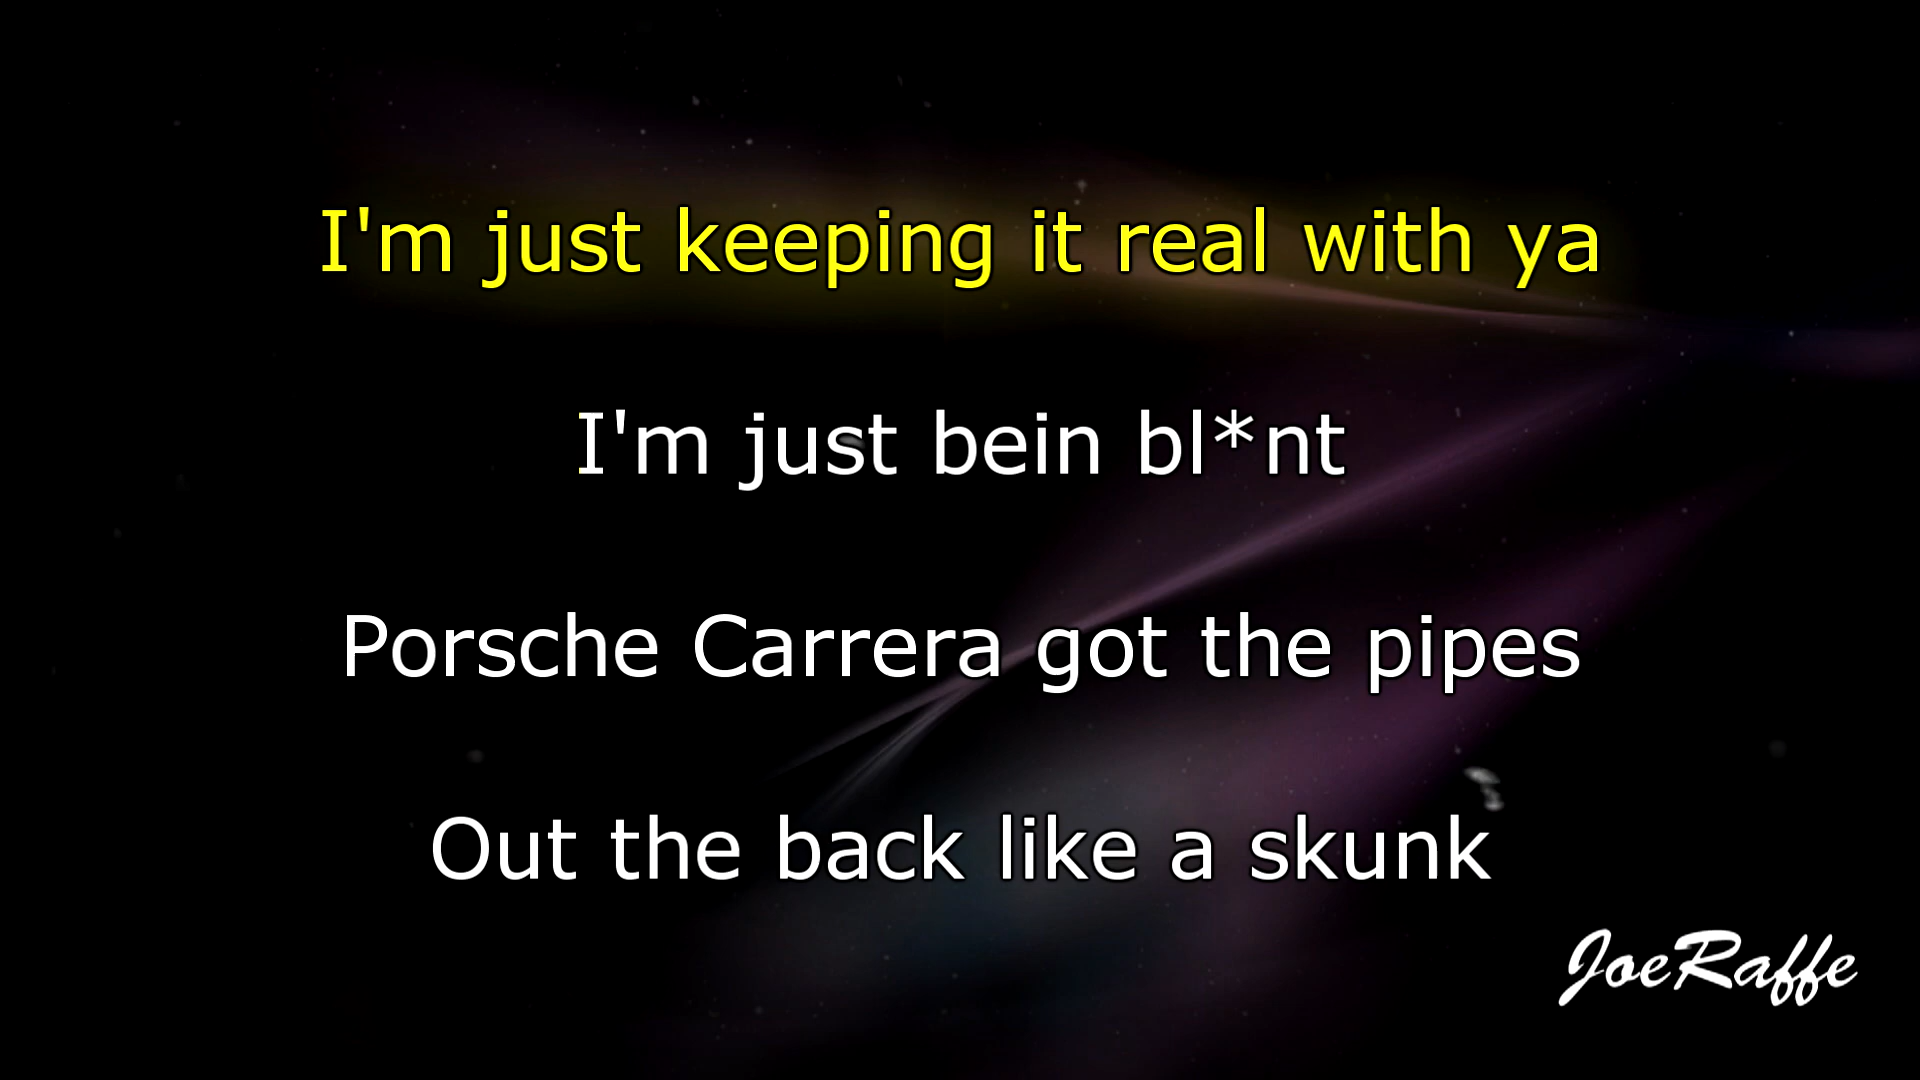 I'm just keeping it real with ya
I'm just bein bl*nt
Porsche Carrera got the pipes
Out the back like a skunk
JoeRaffe